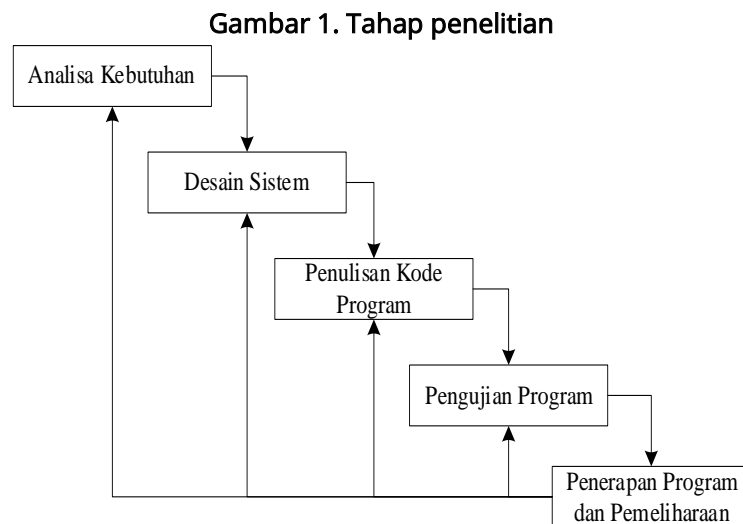 Gambar 1. Tahap penelitian
Analisa Kebutuhan
Desain Sistem
Penulisan Kode
Program
Pengujian Program
Penerapan Program
dan Pemeliharaan